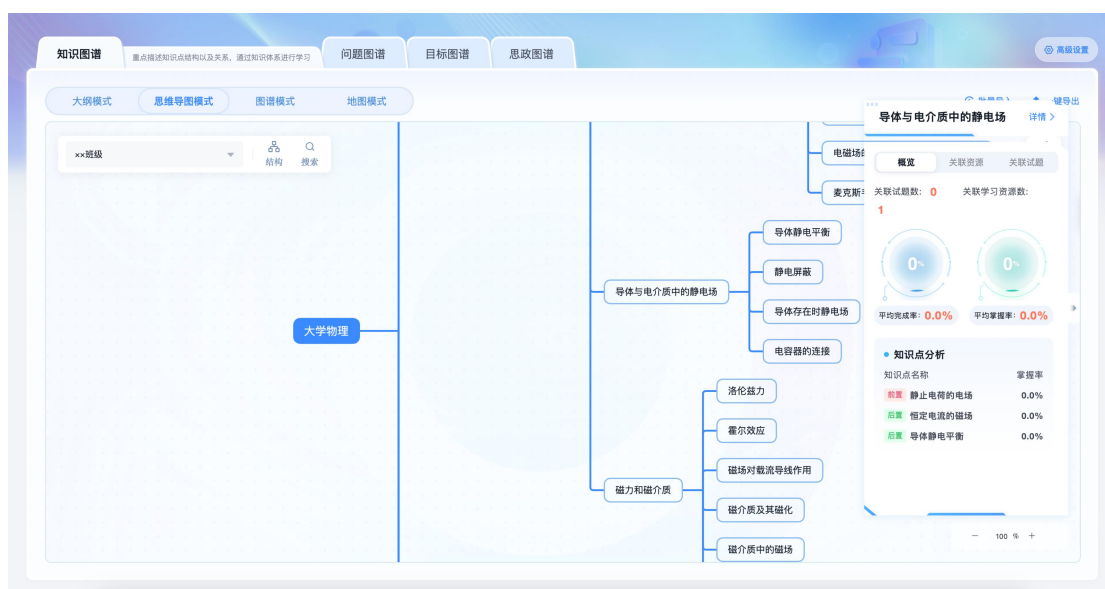 知识图谱
重点描述知识点结构以及关系，通过知识体系进行学习
问题图谱
目标图谱
思政图谱
高级设置
大纲模式
思维导图模式
图谱模式
地图模式
键导出
xx班级
结构
搜索
大学物理
电磁场
麦克斯
导体与电介质中的静电场
导体静电平衡
静电屏蔽
导体存在时静电场
电容器的连接
磁力和磁介质
洛伦兹力
霍尔效应
磁场对载流导线作用
磁介质及其磁化
磁介质中的磁场
导体与电介质中的静电场 详情 >
概览 关联资源 关联试题
关联试题数: 0 关联学习资源数:
1
0% 0%
平均完成率: 0.0% 平均掌握率: 0.0%
知识点分析
知识点名称 掌握率
前置 静止电荷的电场 0.0%
后置 恒定电流的磁场 0.0%
后置 导体静电平衡 0.0%
− 100 % +